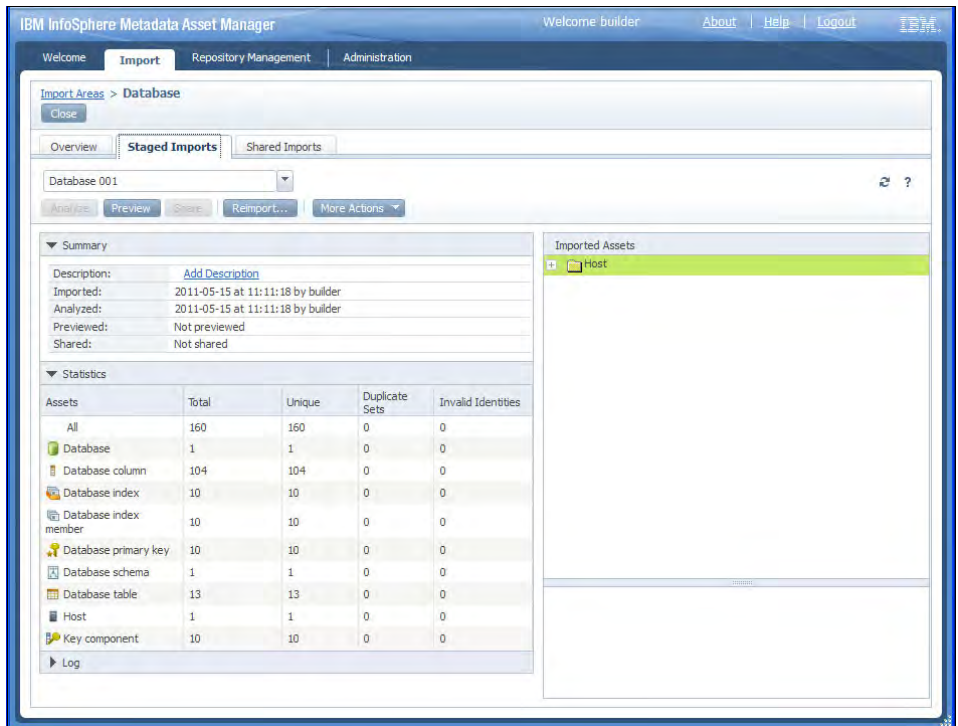 IBM InfoSphere Metadata Asset Manager
Welcome builder
About | Help | Logout
IBM.
Welcome
Import
Repository Management
Administration
Import Areas > Database
Close
Overview
Staged Imports
Shared Imports
Database 001
?
Analyze
Preview
Share
Reimport...
More Actions
Summary
Description: Add Description
Imported: 2011-05-15 at 11:11:18 by builder
Analyzed: 2011-05-15 at 11:11:18 by builder
Previewed: Not previewed
Shared: Not shared
Statistics
Assets Total Unique Duplicate Sets Invalid Identities
All 160 160 0 0
Database 1 1 0 0
Database column 104 104 0 0
Database index 10 10 0 0
Database index member 10 10 0 0
Database primary key 10 10 0 0
Database schema 1 1 0 0
Database table 13 13 0 0
Host 1 1 0 0
Key component 10 10 0 0
Log
Imported Assets
Host